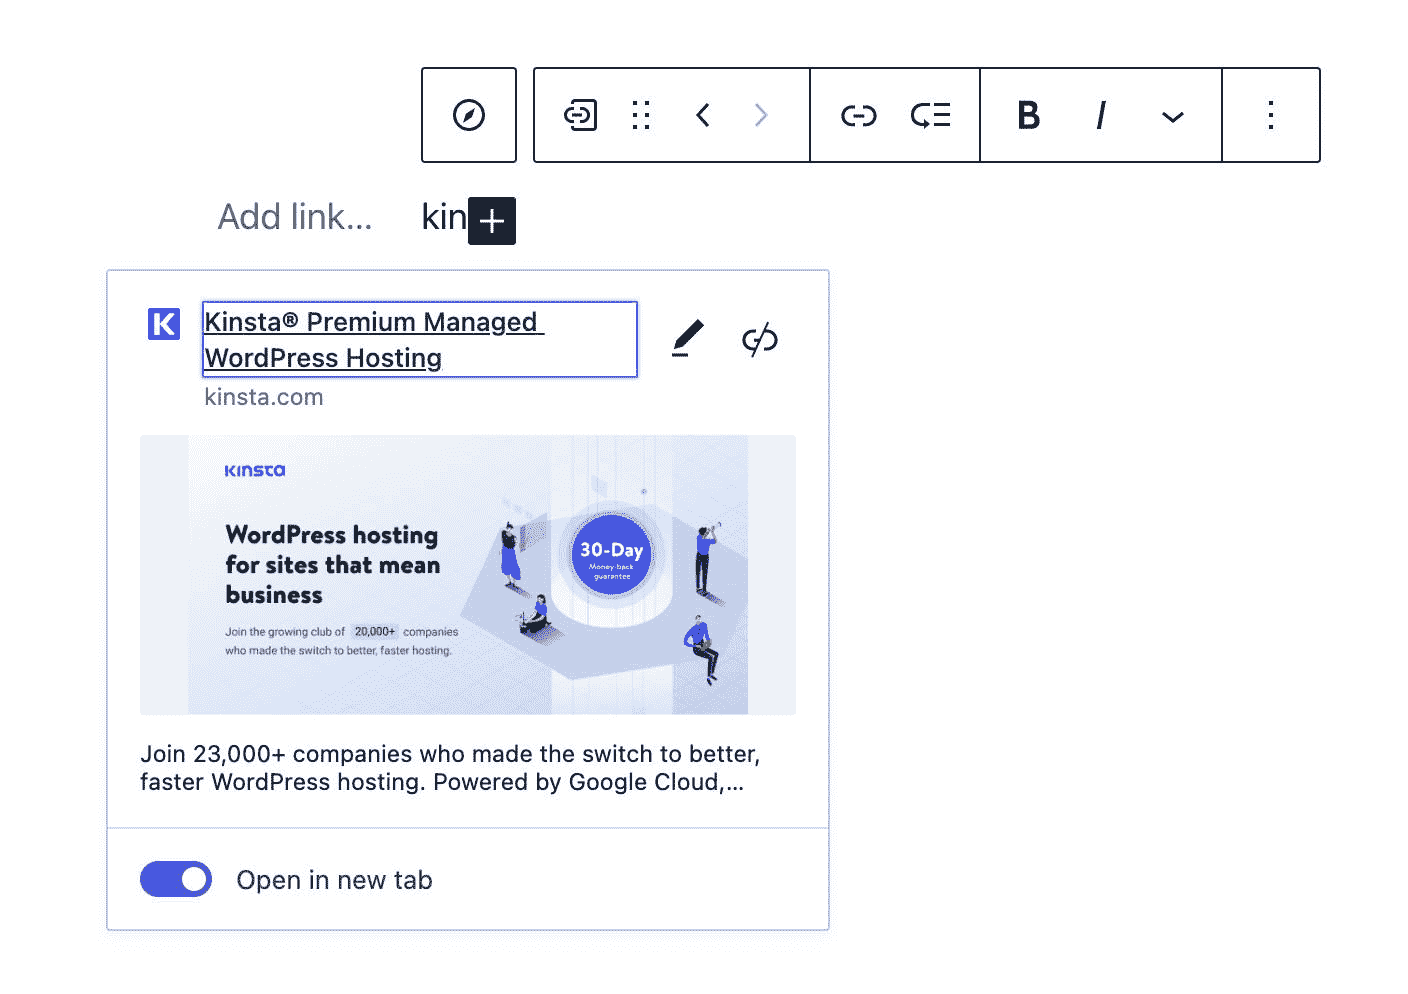 B I
Add link... kin
K Kinsta® Premium Managed
WordPress Hosting
kinsta.com
KINSTA
WordPress hosting
for sites that mean
business
Join the growing club of 20,000+ companies
who made the switch to better, faster hosting.
30-Day
Money-back
guarantee
Join 23,000+ companies who made the switch to better,
faster WordPress hosting. Powered by Google Cloud,...
Open in new tab